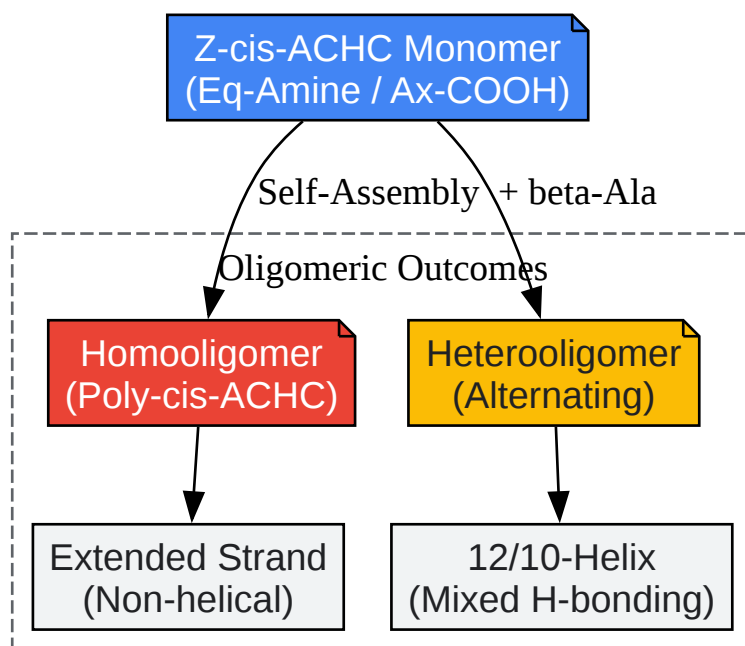 Z-cis-ACHC Monomer
(Eq-Amine / Ax-COOH)
Self-Assembly
+ beta-Ala
Oligomeric Outcomes
Homooligomer
(Poly-cis-ACHC)
Heterooligomer
(Alternating)
Extended Strand
(Non-helical)
12/10-Helix
(Mixed H-bonding)